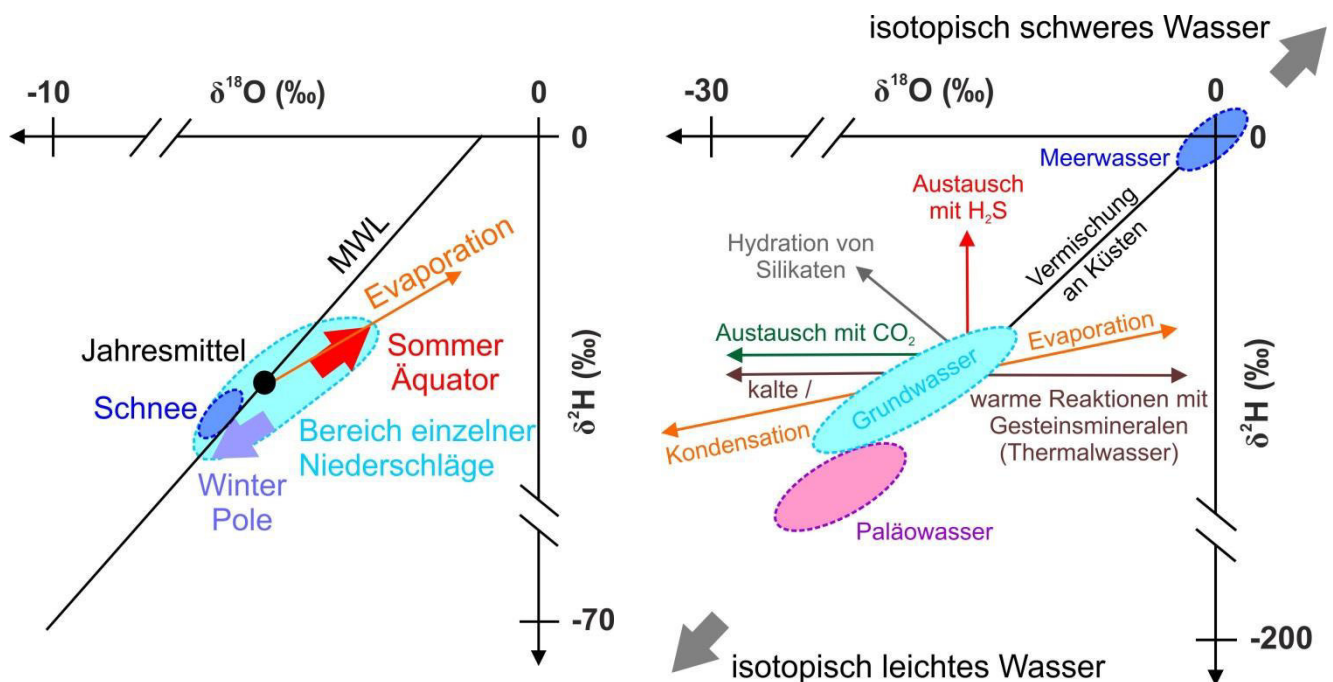 -10
δ¹⁸O (‰)
0
0
MWL
Evaporation
Jahresmittel
Schnee
Sommer
Äquator
Bereich einzelner
Niederschläge
Winter
Pole
δ²H (‰)
-70
isotopisch schweres Wasser
-30
δ¹⁸O (‰)
0
0
Meerwasser
Austausch
mit H₂S
Vermischung
an Küsten
Hydration von
Silikaten
Austausch mit CO₂
Evaporation
kalte /
Grundwasser
warme Reaktionen mit
Gesteinsmineralen
(Thermalwasser)
Kondensation
δ²H (‰)
Paläowasser
-200
isotopisch leichtes Wasser